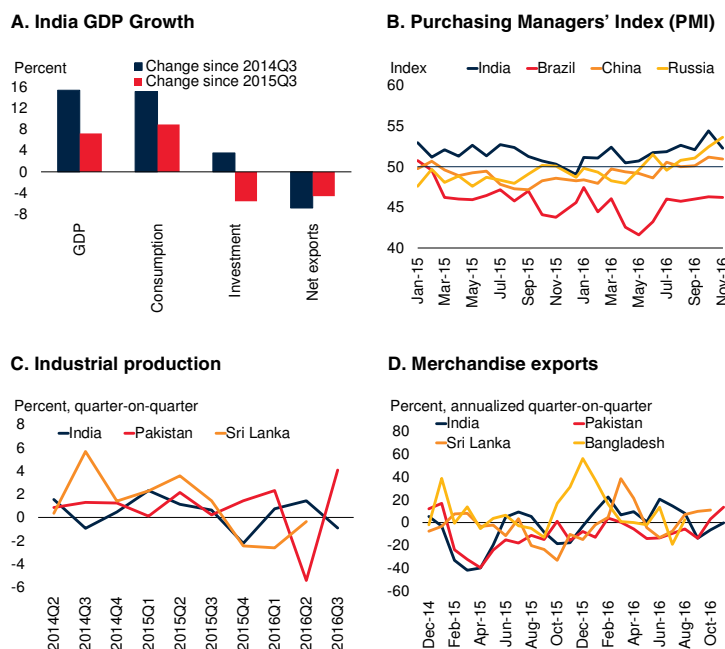 A. India GDP Growth
Percent
Change since 2014Q3
Change since 2015Q3
16
12
8
4
0
-4
-8
GDP
Consumption
Investment
Net exports
B. Purchasing Managers' Index (PMI)
Index
India Brazil China Russia
60
55
50
45
40
Jan-15
Mar-15
May-15
Jul-15
Sep-15
Nov-15
Jan-16
Mar-16
May-16
Jul-16
Sep-16
Nov-16
C. Industrial production
Percent, quarter-on-quarter
India Pakistan Sri Lanka
8
6
4
2
0
-2
-4
-6
2014Q2
2014Q3
2014Q4
2015Q1
2015Q2
2015Q3
2015Q4
2016Q1
2016Q2
2016Q3
D. Merchandise exports
Percent, annualized quarter-on-quarter
India Pakistan
Sri Lanka Bangladesh
80
60
40
20
0
-20
-40
-60
Dec-14
Feb-15
Apr-15
Jun-15
Aug-15
Oct-15
Dec-15
Feb-16
Apr-16
Jun-16
Aug-16
Oct-16